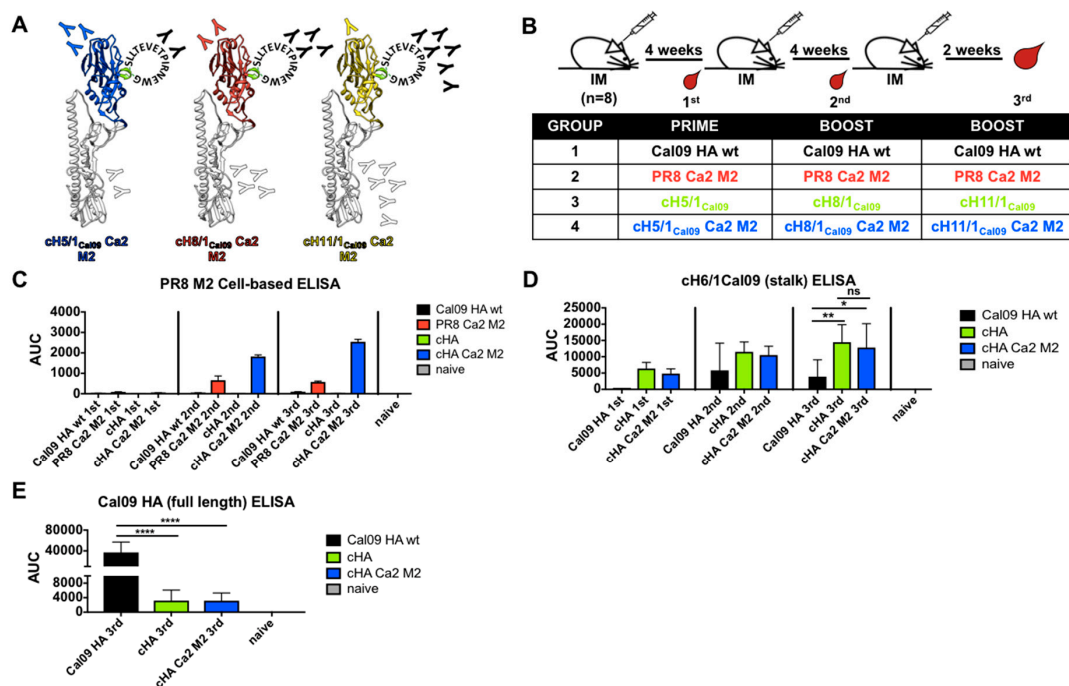 A
SLLTEVETPIRNEWG
SLLTEVETPIRNEWG
SLLTEVETPIRNEWG
cH5/1Cal09 Ca2
M2
cH8/1Cal09 Ca2
M2
cH11/1Cal09 Ca2
M2
B
4 weeks
4 weeks
2 weeks
IM
IM
IM
(n=8)
1st
2nd
3rd
GROUP PRIME BOOST BOOST
1 Cal09 HA wt Cal09 HA wt Cal09 HA wt
2 PR8 Ca2 M2 PR8 Ca2 M2 PR8 Ca2 M2
3 cH5/1Cal09 cH8/1Cal09 cH11/1Cal09
4 cH5/1Cal09 Ca2 M2 cH8/1Cal09 Ca2 M2 cH11/1Cal09 Ca2 M2
C
PR8 M2 Cell-based ELISA
AUC
4000
3000
2000
1000
0
Cal09 HA wt 1st
PR8 Ca2 M2 1st
cHA 1st
cHA Ca2 M2 1st
Cal09 HA wt 2nd
PR8 Ca2 M2 2nd
cHA 2nd
cHA Ca2 M2 2nd
Cal09 HA wt 3rd
PR8 Ca2 M2 3rd
cHA 3rd
cHA Ca2 M2 3rd
naive
Cal09 HA wt
PR8 Ca2 M2
cHA
cHA Ca2 M2
naive
D
cH6/1Cal09 (stalk) ELISA
AUC
25000
20000
15000
10000
5000
0
ns
*
**
Cal09 HA 1st
cHA 1st
cHA Ca2 M2 1st
Cal09 HA 2nd
cHA 2nd
cHA Ca2 M2 2nd
Cal09 HA 3rd
cHA 3rd
cHA Ca2 M2 3rd
naive
Cal09 HA wt
cHA
cHA Ca2 M2
naive
E
Cal09 HA (full length) ELISA
AUC
80000
40000
8000
4000
0
****
****
Cal09 HA 3rd
cHA 3rd
cHA Ca2 M2 3rd
naive
Cal09 HA wt
cHA
cHA Ca2 M2
naive